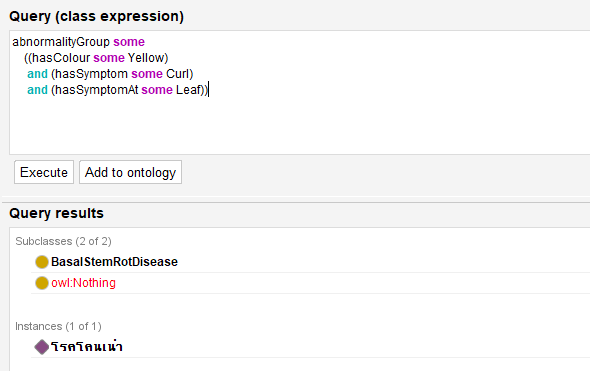 Query (class expression)
abnormalityGroup some
((hasColour some Yellow)
and (hasSymptom some Curl)
and (hasSymptomAt some Leaf))
Execute Add to ontology
Query results
Subclasses (2 of 2)
BasalStemRotDisease
owl:Nothing
Instances (1 of 1)
โรคโคนเน่า